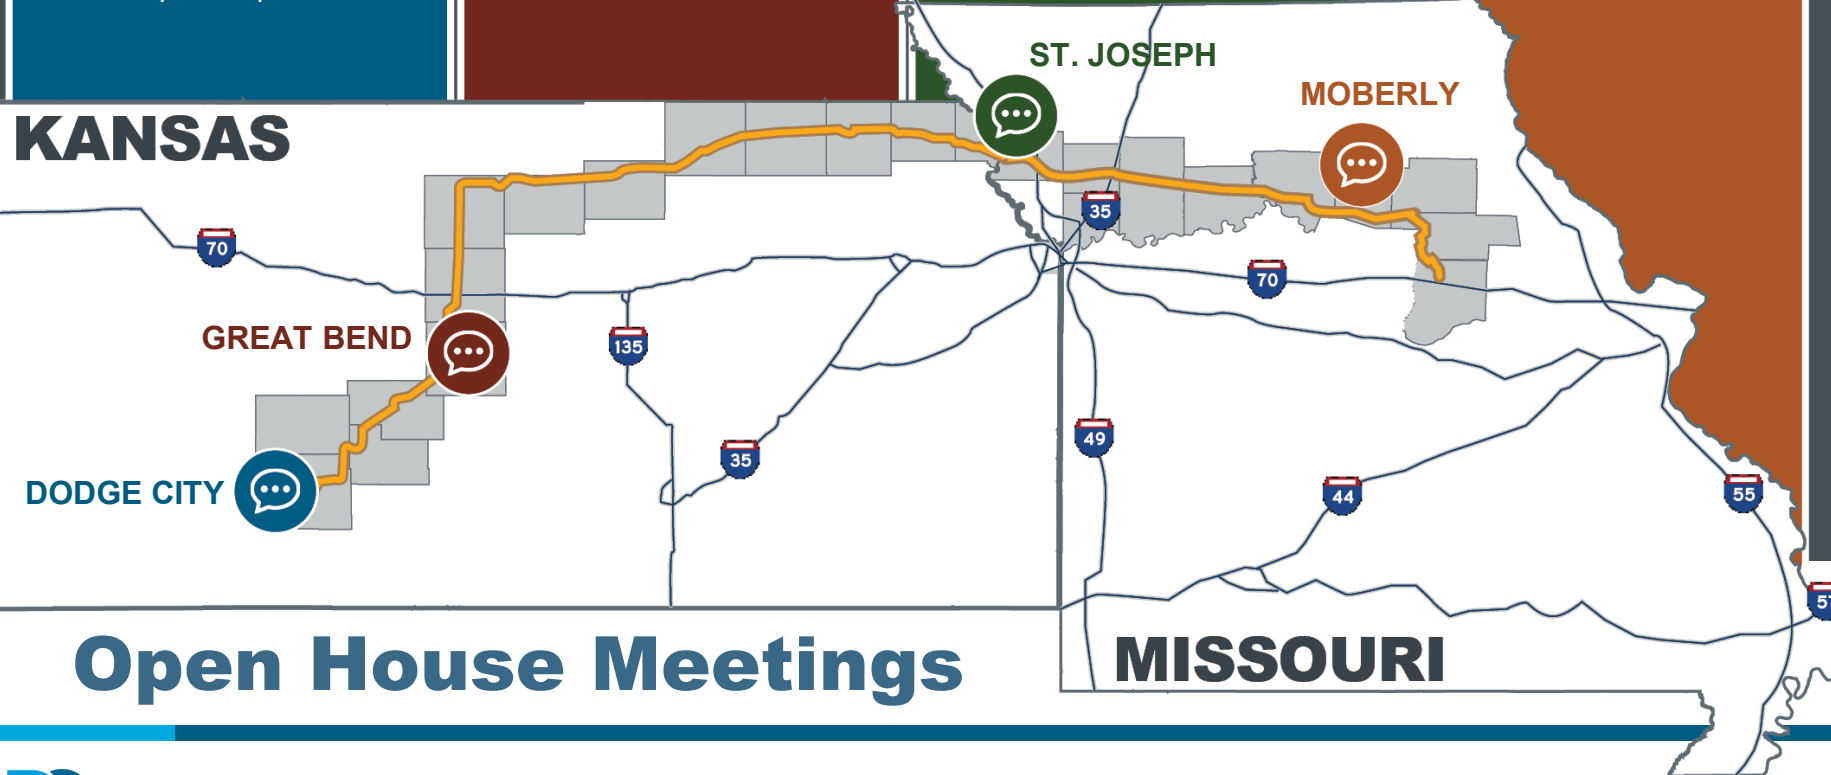 ST. JOSEPH
MOBERLY
KANSAS
35
70
70
GREAT BEND
135
49
35
DODGE CITY
44
55
Open House Meetings
MISSOURI